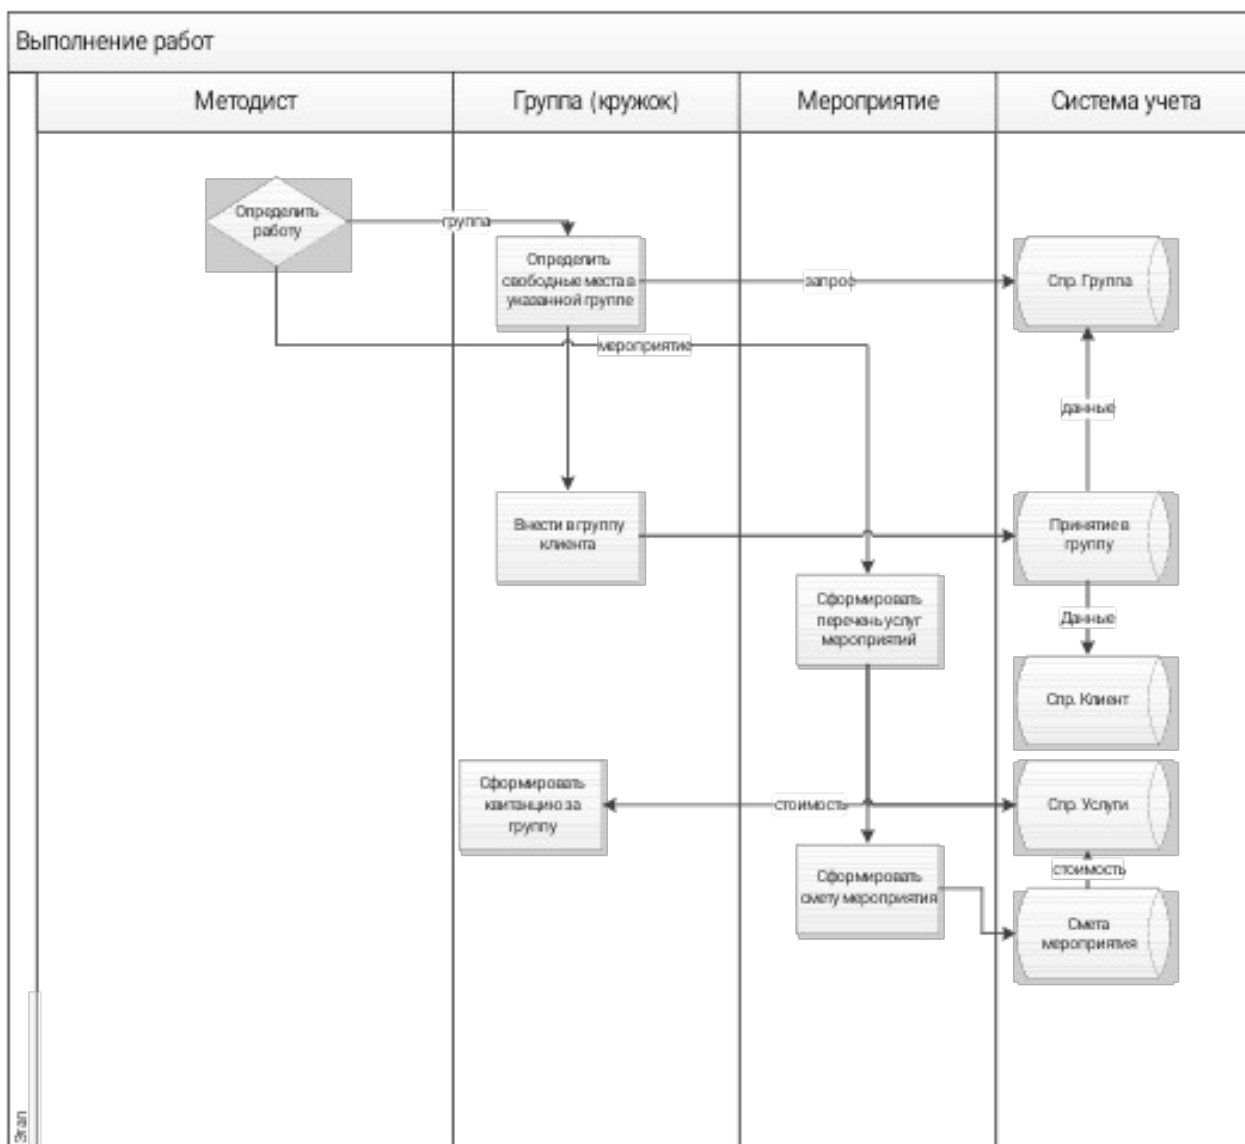 Выполнение работ
Методист
Группа (кружок)
Мероприятие
Система учета
Определить
работу
группа
Определить
свободные места в
указанной группе
запрос
Спр. Группа
мероприятие
данные
Внести в группу
клиента
Принятие в
группу
Сформировать
перечень услуг
мероприятий
Данные
Спр. Клиент
Сформировать
квитанцию за
группу
стоимость
Спр. Услуги
Сформировать
смету мероприятия
стоимость
Смета
мероприятия
Этап